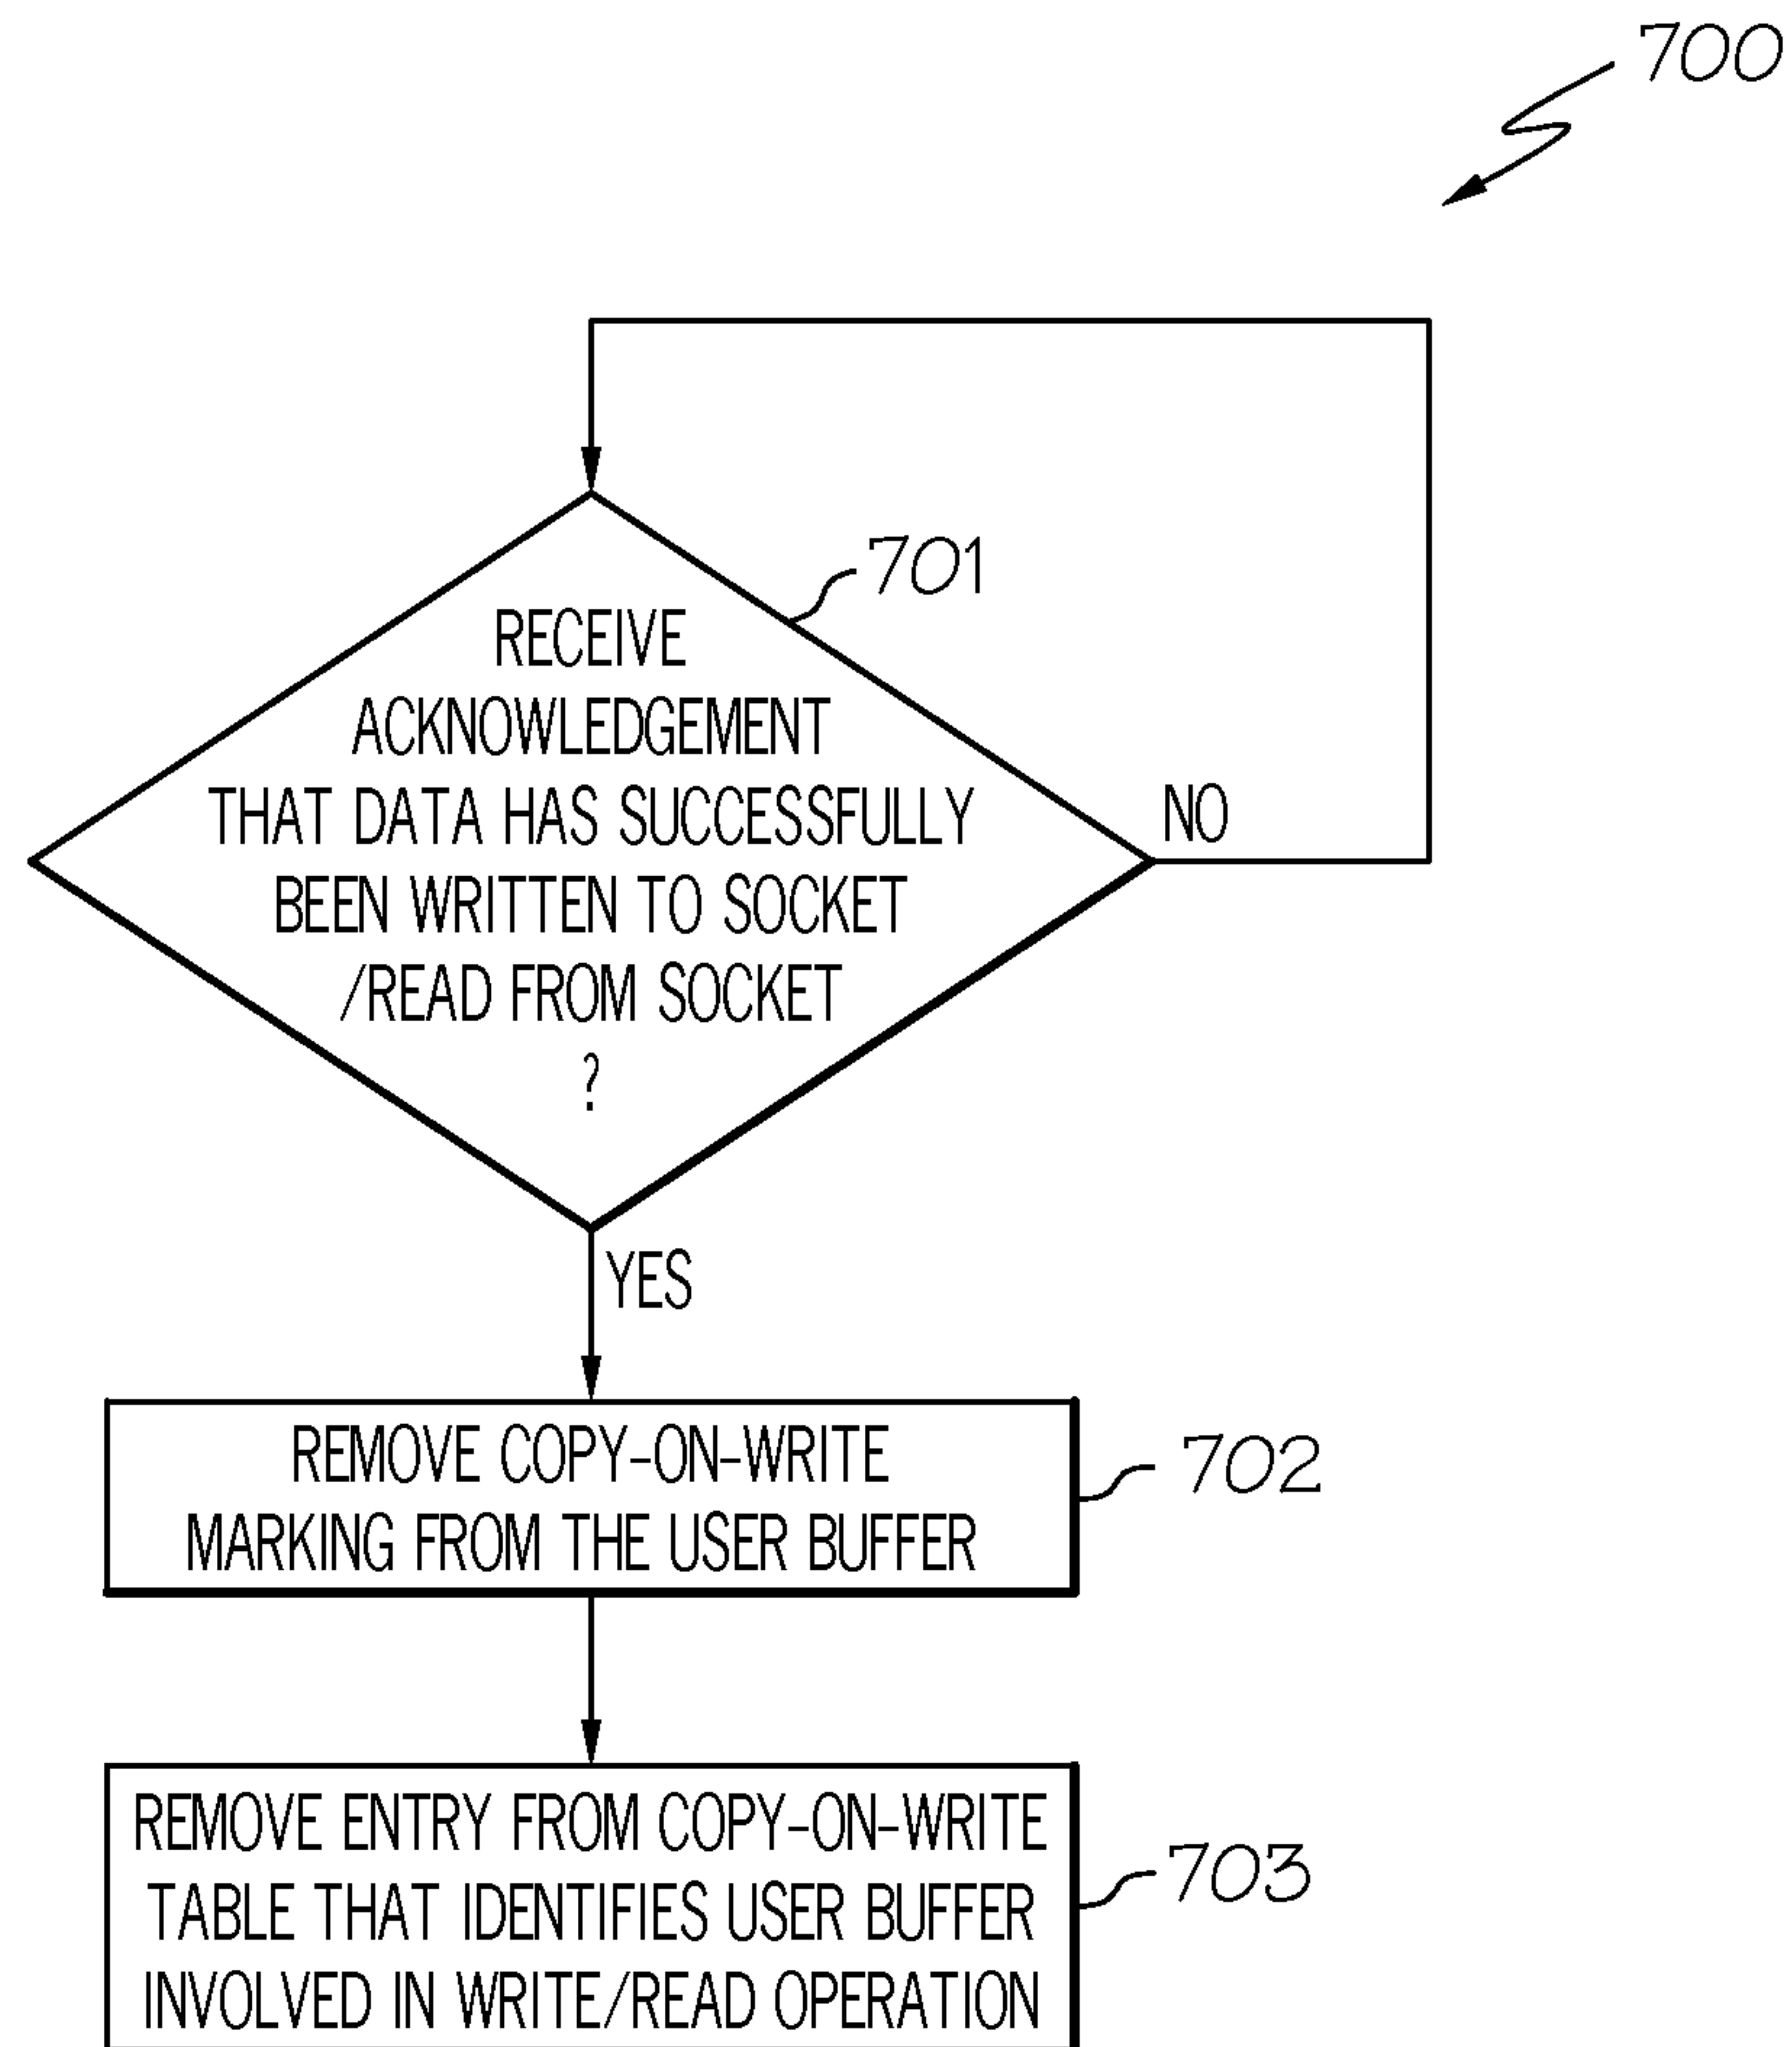 700
701
RECEIVE
ACKNOWLEDGEMENT
THAT DATA HAS SUCCESSFULLY
BEEN WRITTEN TO SOCKET
/READ FROM SOCKET
?
NO
YES
REMOVE COPY-ON-WRITE
MARKING FROM THE USER BUFFER
702
REMOVE ENTRY FROM COPY-ON-WRITE
TABLE THAT IDENTIFIES USER BUFFER
INVOLVED IN WRITE/READ OPERATION
703